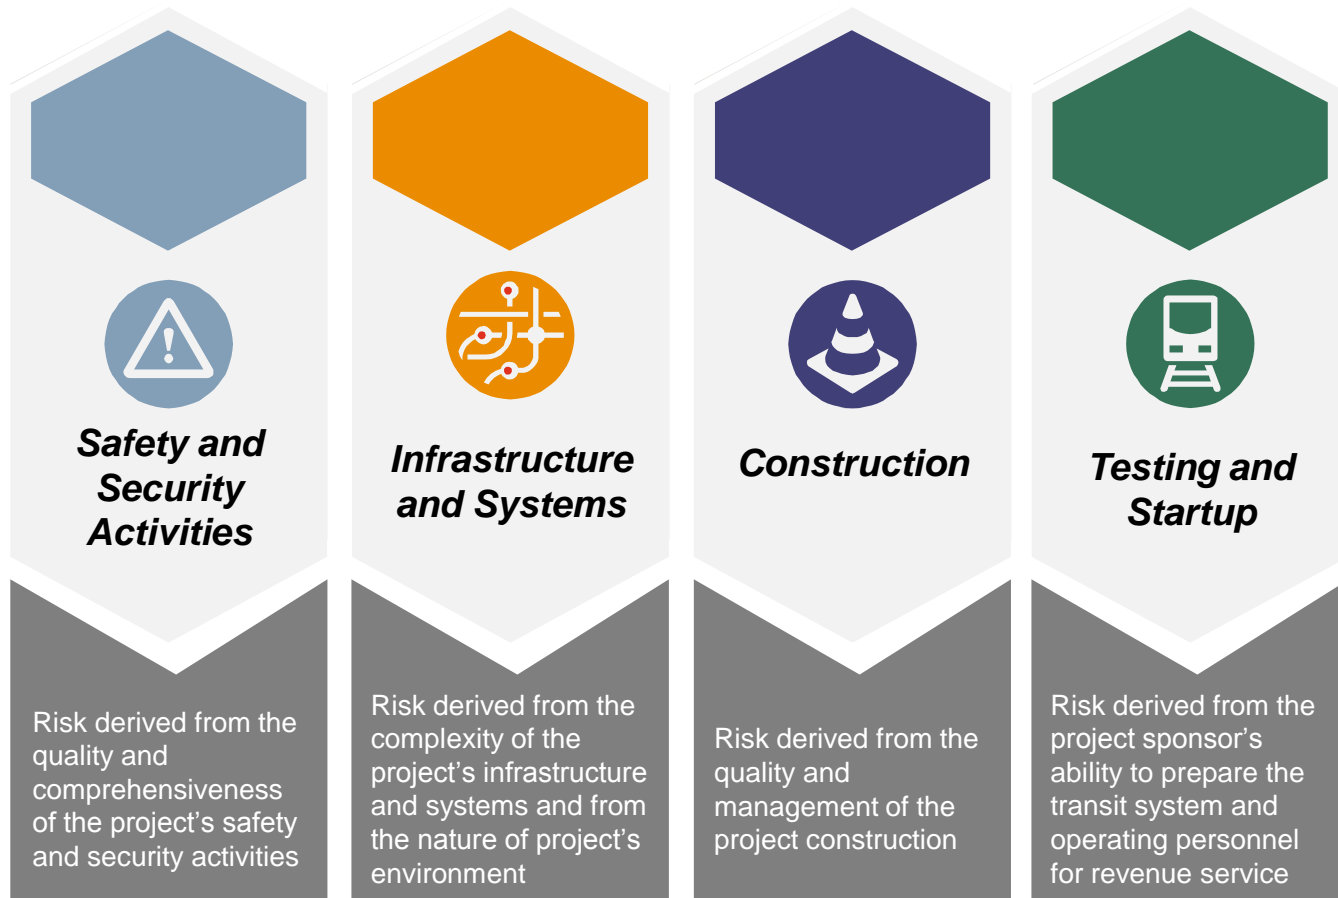 Safety and
Security
Activities
Risk derived from the
quality and
comprehensiveness
of the project’s safety
and security activities
Infrastructure
and Systems
Risk derived from the
complexity of the
project’s infrastructure
and systems and from
the nature of project’s
environment
Construction
Risk derived from the
quality and
management of the
project construction
Testing and
Startup
Risk derived from the
project sponsor’s
ability to prepare the
transit system and
operating personnel
for revenue service